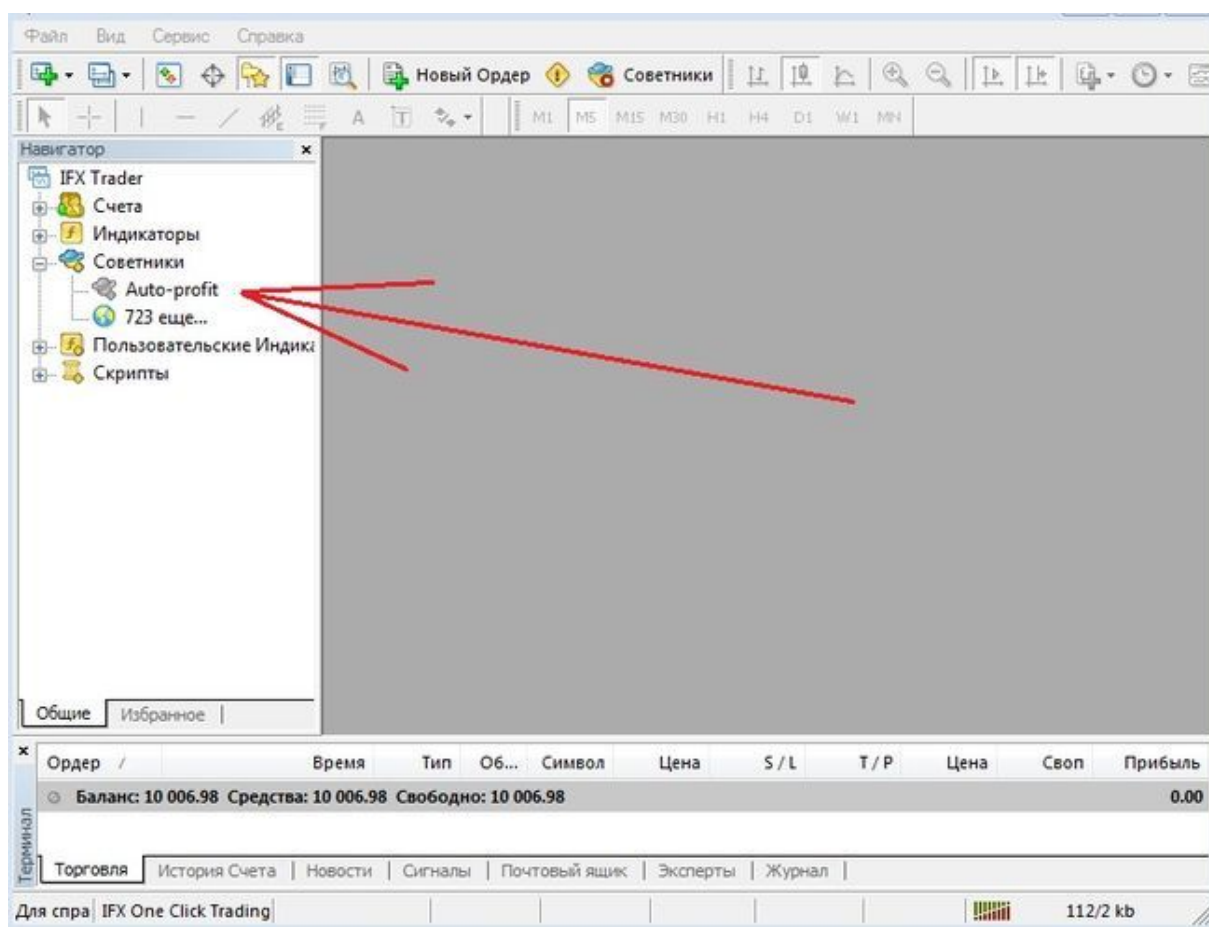 Файл Вид Сервис Справка
Новый Ордер Советники
A T M1 M5 M15 M30 H1 H4 D1 W1 MN
Навигатор
IFX Trader
Счета
Индикаторы
Советники
Auto-profit
723 еще...
Пользовательские Индика
Скрипты
Общие Избранное
Ордер / Время Тип Об... Символ Цена S / L T / P Цена Своп Прибыль
Баланс: 10 006.98 Средства: 10 006.98 Свободно: 10 006.98 0.00
Терминал
Торговля История Счета Новости Сигналы Почтовый ящик Эксперты Журнал
Для спра IFX One Click Trading 112/2 kb